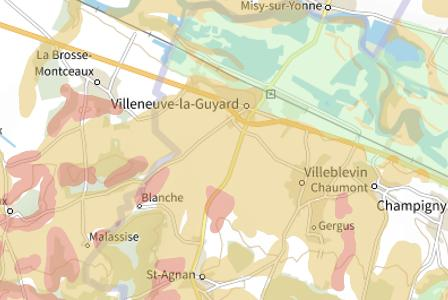 Misy-sur-Yonne
La Brosse-
Montceaux
Villeneuve-la-Guyard
Villeblevin
Chaumont
Blanche
Champigny
Gergus
Malassise
St-Agnan